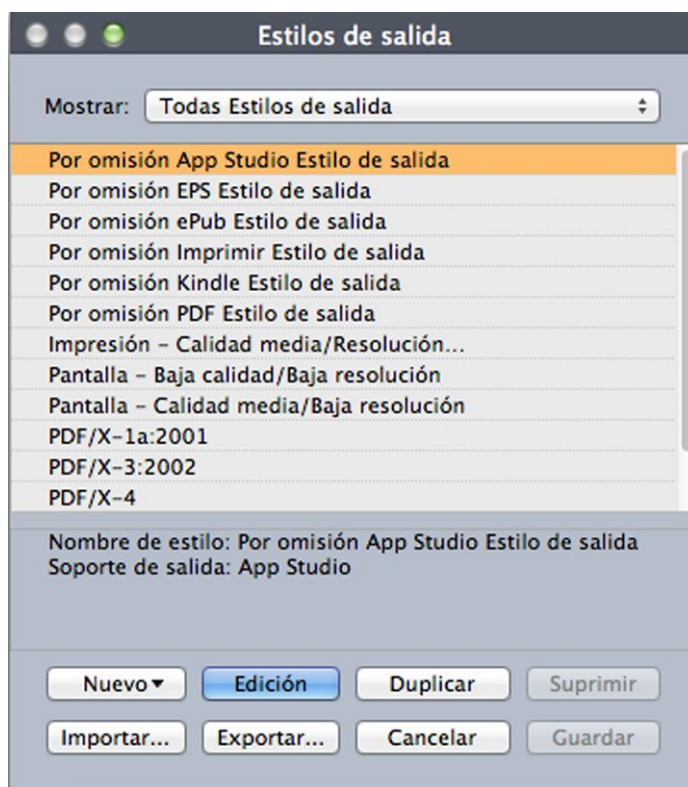 Estilos de salida
Mostrar: Todas Estilos de salida
Por omisión App Studio Estilo de salida
Por omisión EPS Estilo de salida
Por omisión ePub Estilo de salida
Por omisión Imprimir Estilo de salida
Por omisión Kindle Estilo de salida
Por omisión PDF Estilo de salida
Impresión – Calidad media/Resolución...
Pantalla – Baja calidad/Baja resolución
Pantalla – Calidad media/Baja resolución
PDF/X-1a:2001
PDF/X-3:2002
PDF/X-4
Nombre de estilo: Por omisión App Studio Estilo de salida
Soporte de salida: App Studio
Nuevo Edición Duplicar Suprimir
Importar... Exportar... Cancelar Guardar